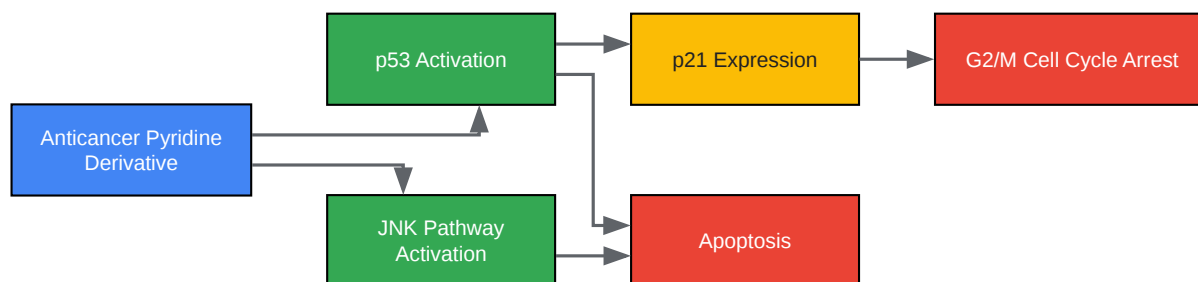 p53 Activation
p21 Expression
G2/M Cell Cycle Arrest
Anticancer Pyridine
Derivative
JNK Pathway
Activation
Apoptosis